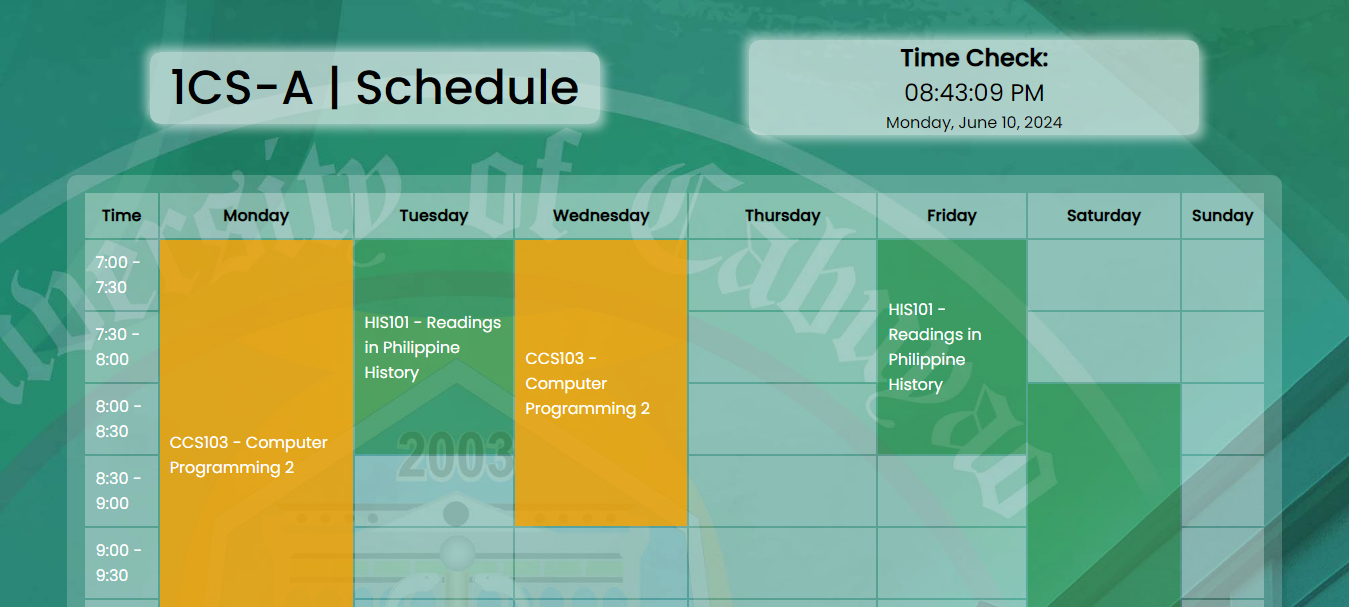 1CS-A | Schedule
Time Check:
08:43:09 PM
Monday, June 10, 2024
University of Cabuyao
Time Monday Tuesday Wednesday Thursday Friday Saturday Sunday
7:00 -
7:30
7:30 -
8:00
8:00 -
8:30
8:30 -
9:00
9:00 -
9:30
CCS103 - Computer
Programming 2
HIS101 - Readings
in Philippine
History
CCS103 -
Computer
Programming 2
HIS101 -
Readings in
Philippine
History
2003